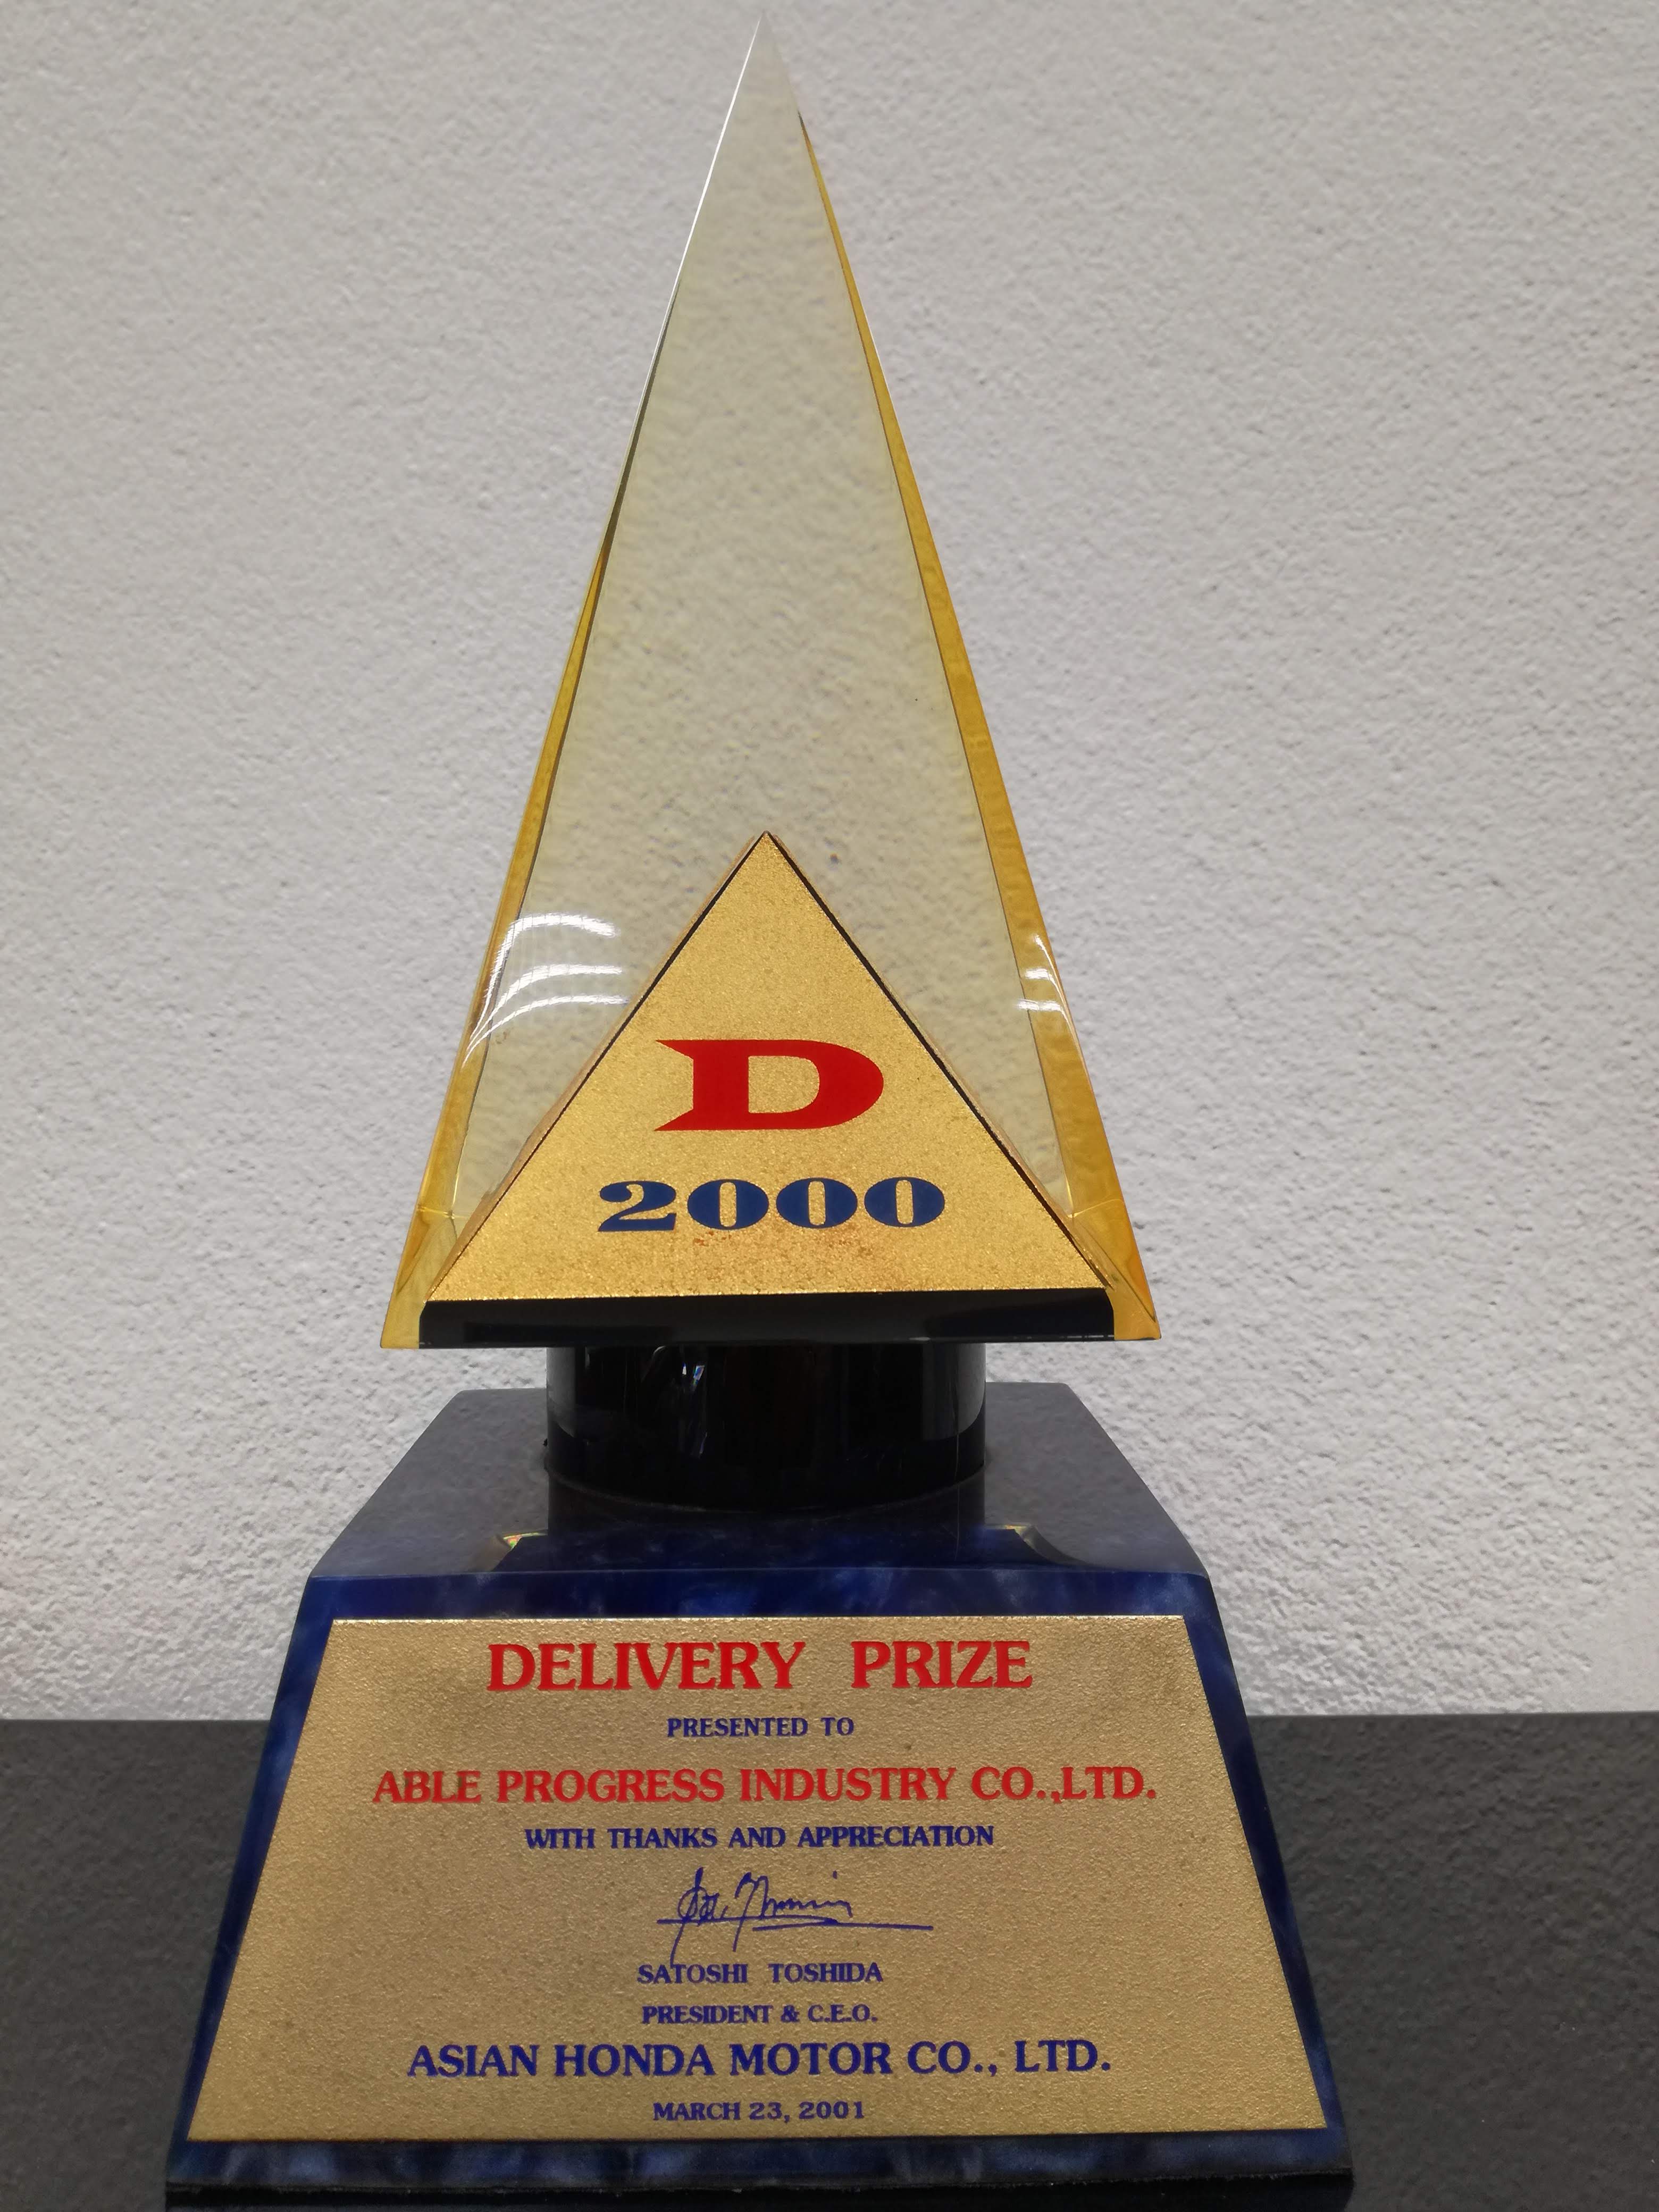 D
2000
DELIVERY PRIZE
PRESENTED TO
ABLE PROGRESS INDUSTRY CO.,LTD.
WITH THANKS AND APPRECIATION
SATOSHI TOSHIDA
PRESIDENT & C.E.O.
ASIAN HONDA MOTOR CO., LTD.
MARCH 23, 2001